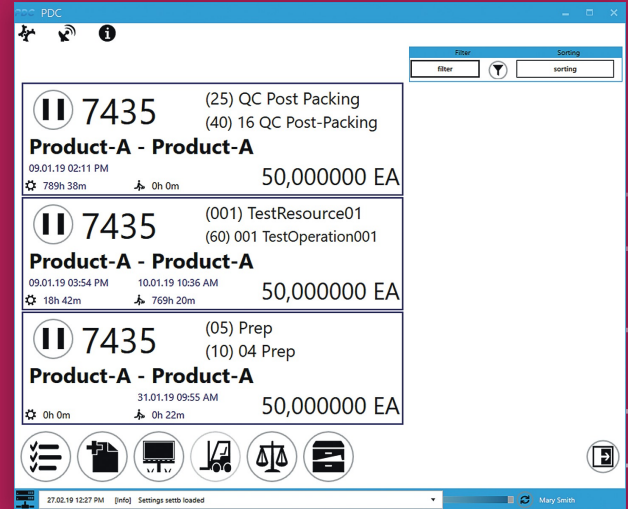 PDC PDC
Filter Sorting
filter sorting
7435
(25) QC Post Packing
(40) 16 QC Post-Packing
Product-A - Product-A
09.01.19 02:11 PM
789h 38m 0h 0m
50,000000 EA
7435
(001) TestResource01
(60) 001 TestOperation001
Product-A - Product-A
09.01.19 03:54 PM 10.01.19 10:36 AM
18h 42m 769h 20m
50,000000 EA
7435
(05) Prep
(10) 04 Prep
Product-A - Product-A
31.01.19 09:55 AM
0h 0m 0h 22m
50,000000 EA
27.02.19 12:27 PM [Info] Settings settb loaded
Mary Smith